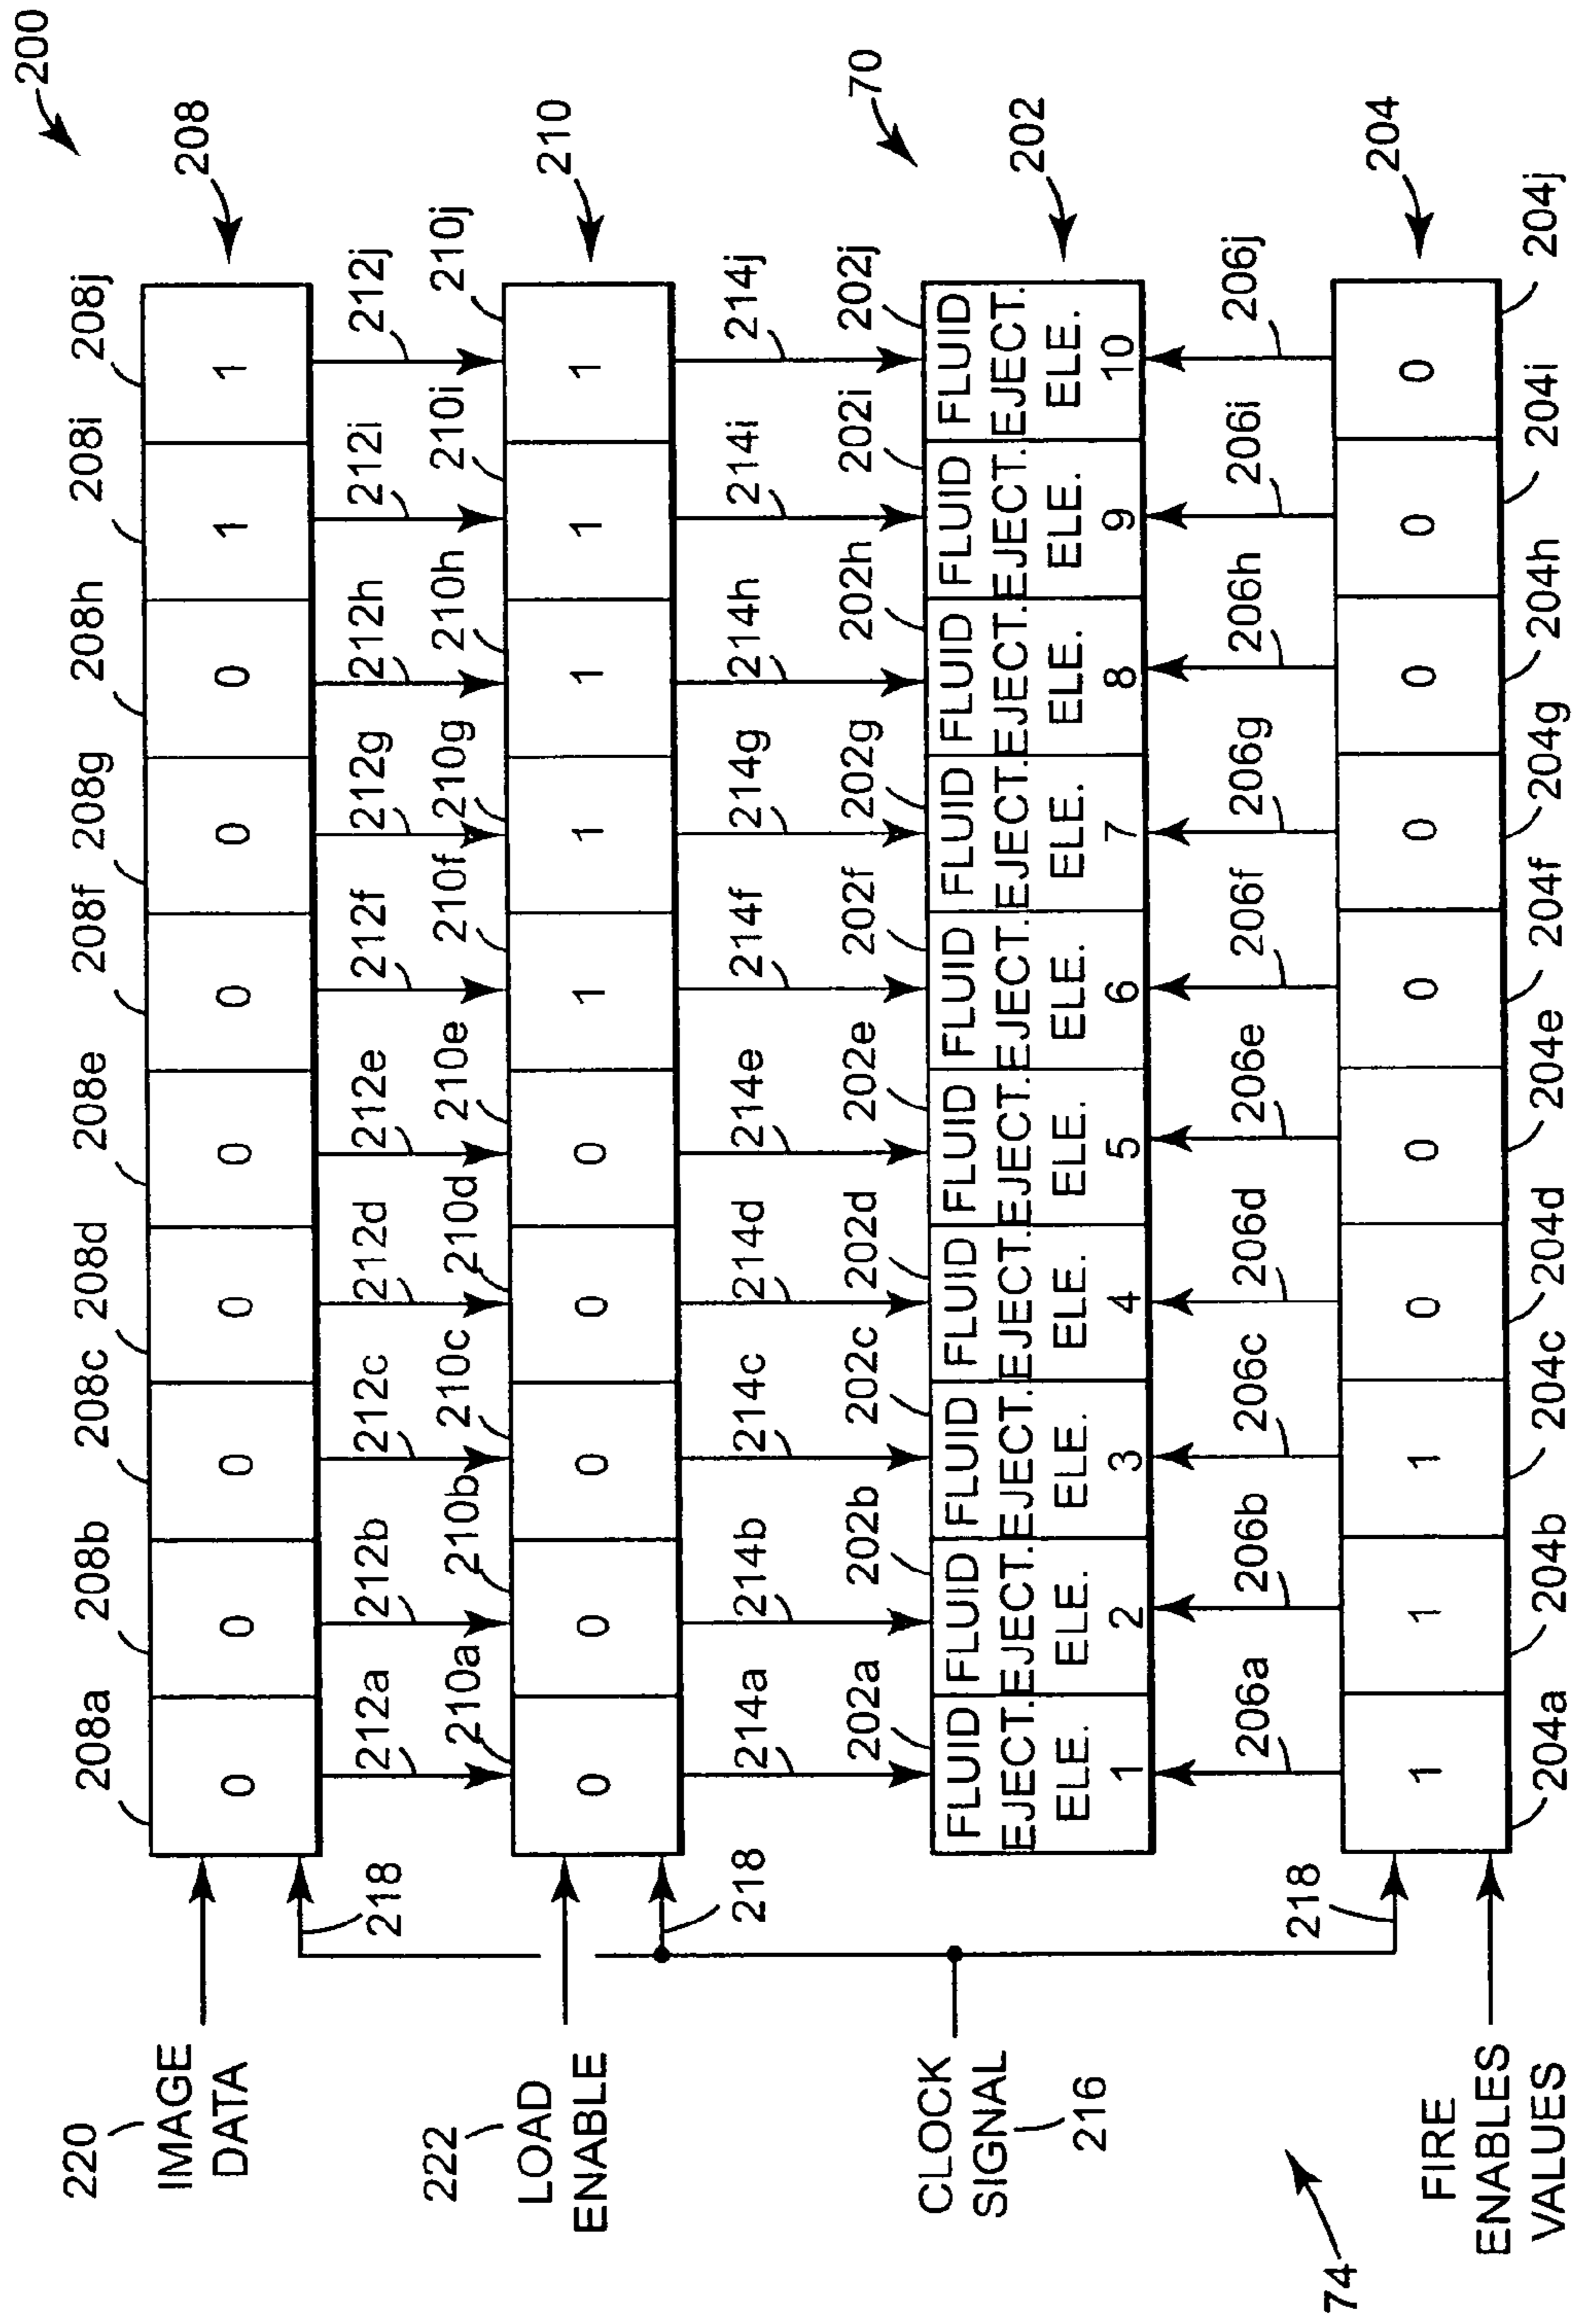 200
208
208a 208b 208c 208d 208e 208f 208g 208h 208i 208j
220
IMAGE
DATA
0 0 0 0 0 0 0 0 1 1
218
212a 212b 212c 212d 212e 212f 212g 212h 212i 212j
210
210a 210b 210c 210d 210e 210f 210g 210h 210i 210j
222
LOAD
ENABLE
0 0 0 0 0 1 1 1 1 1
218
214a 214b 214c 214d 214e 214f 214g 214h 214i 214j
70
202
202a 202b 202c 202d 202e 202f 202g 202h 202i 202j
CLOCK
SIGNAL
216
FLUID FLUID FLUID FLUID FLUID FLUID FLUID FLUID FLUID FLUID
EJECT. EJECT. EJECT. EJECT. EJECT. EJECT. EJECT. EJECT. EJECT. EJECT.
ELE. ELE. ELE. ELE. ELE. ELE. ELE. ELE. ELE. ELE.
1 2 3 4 5 6 7 8 9 10
206a 206b 206c 206d 206e 206f 206g 206h 206i 206j
218
204
74
FIRE
ENABLES
VALUES
1 1 1 0 0 0 0 0 0 0
204a 204b 204c 204d 204e 204f 204g 204h 204i 204j